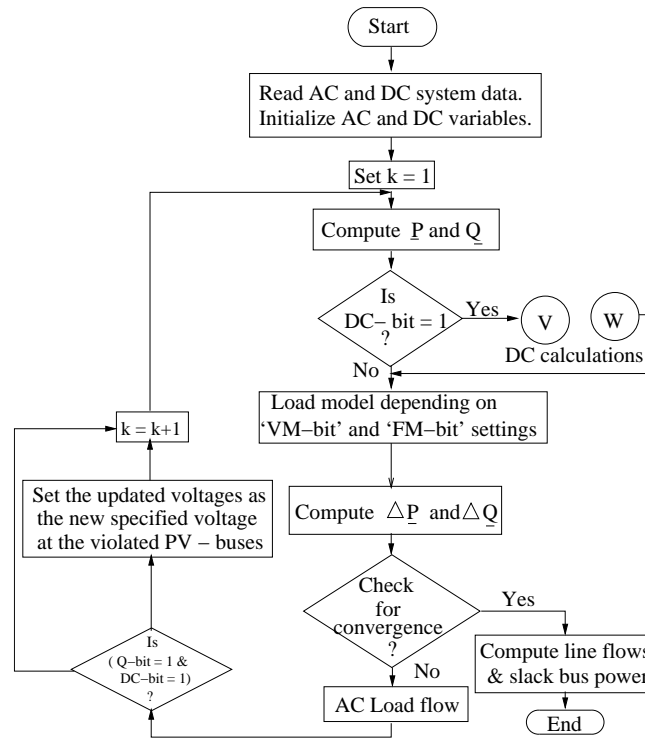 Start
Read AC and DC system data.
Initialize AC and DC variables.
Set k = 1
Compute P and Q
Is
DC− bit = 1
?
Yes
V
W
DC calculations
No
Load model depending on
‘VM−bit’ and ‘FM−bit’ settings
k = k+1
Set the updated voltages as
the new specified voltage
at the violated PV − buses
Compute △P and △Q
Check
for
convergence
?
Yes
No
Compute line flows
& slack bus power
End
AC Load flow
Is
( Q−bit = 1 &
DC−bit = 1)
?